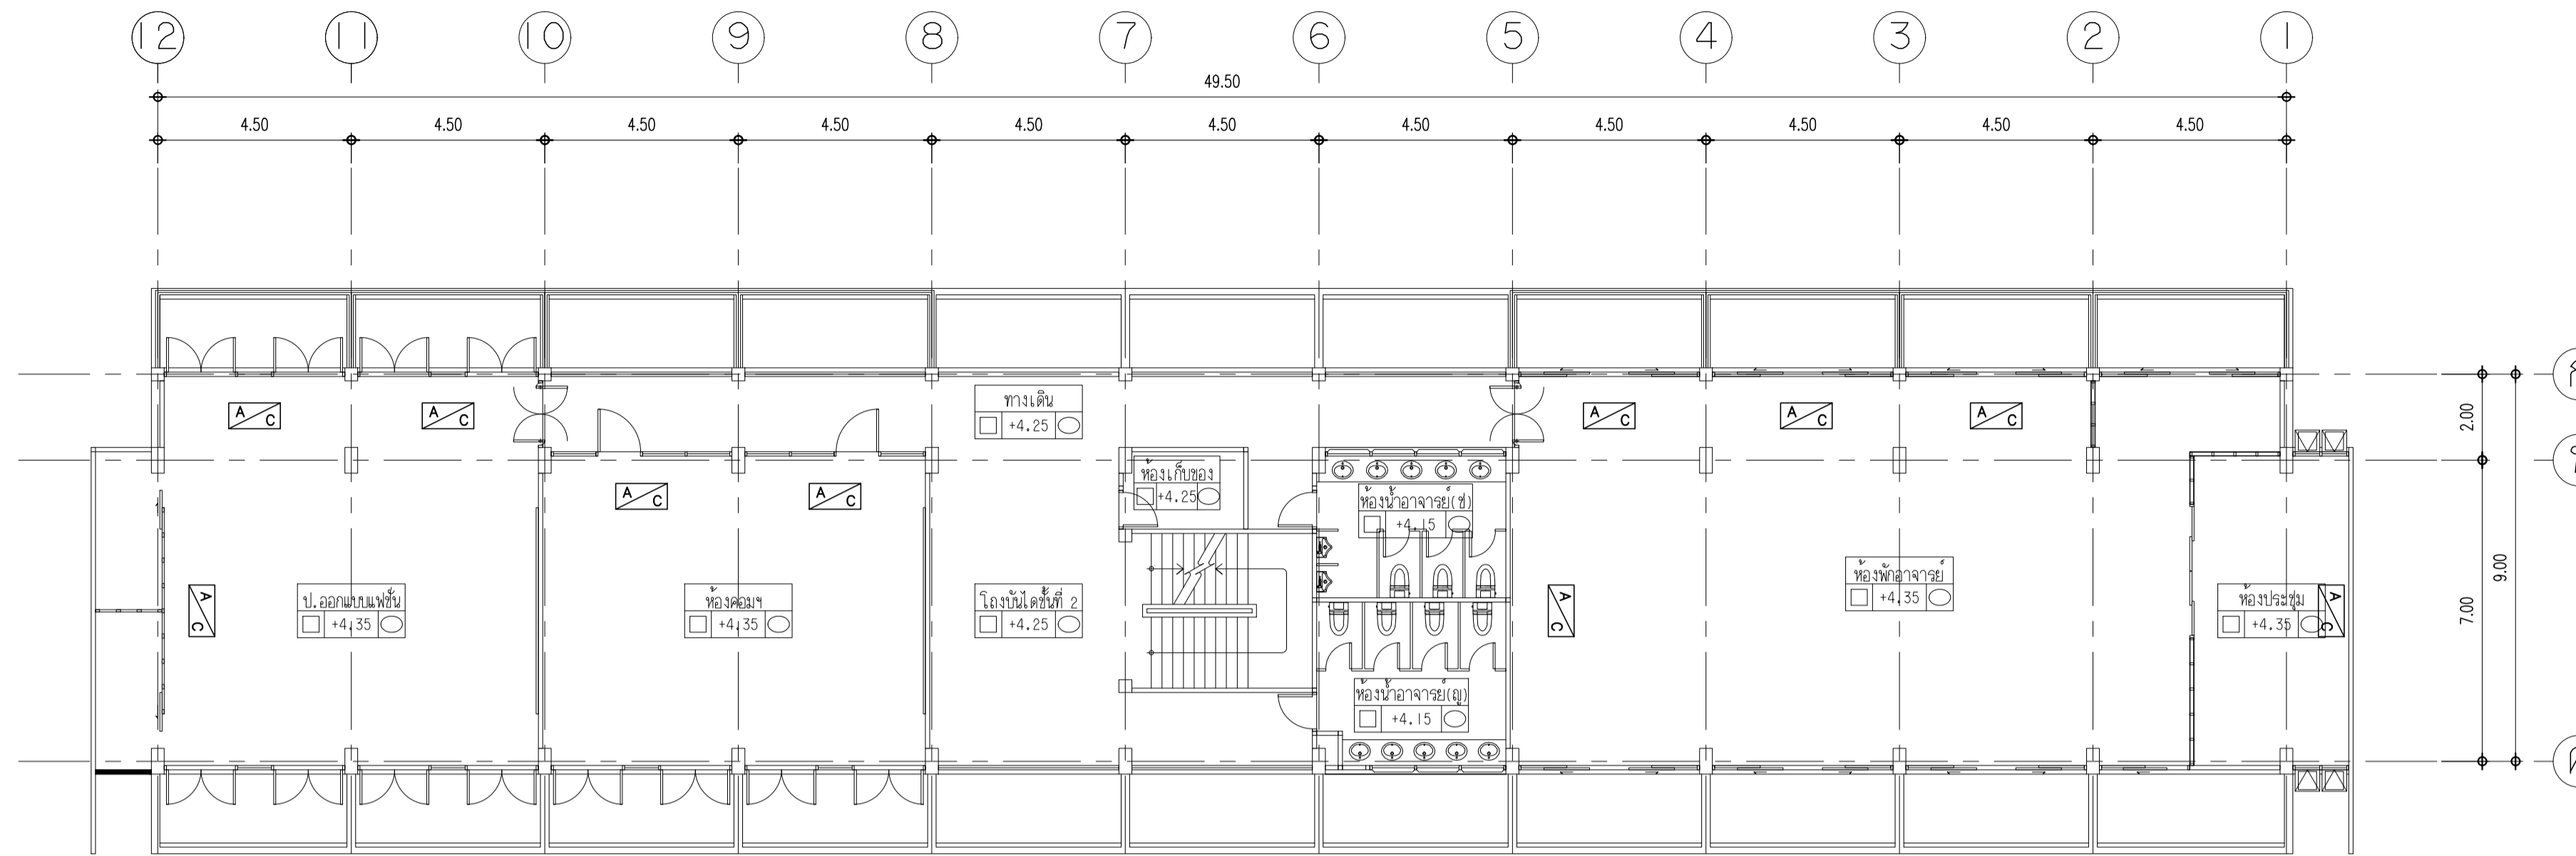 12 11 10 9 8 7 6 5 4 3 2 1
49.50
4.50 4.50 4.50 4.50 4.50 4.50 4.50 4.50 4.50 4.50 4.50
A/C A/C
ทางเดิน
+4.25
A/C A/C A/C
2.00
ห้องเก็บของ
+4.25
A/C A/C
ห้องน้ำอาจารย์(ช)
+4.15
9.00
A/C
ป.ออกแบบแฟชั่น
+4.35
ห้องคอมฯ
+4.35
โถงบันไดชั้นที่ 2
+4.25
A/C
ห้องพักอาจารย์
+4.35
ห้องประชุม
+4.35
A/C
7.00
ห้องน้ำอาจารย์(ญ)
+4.15